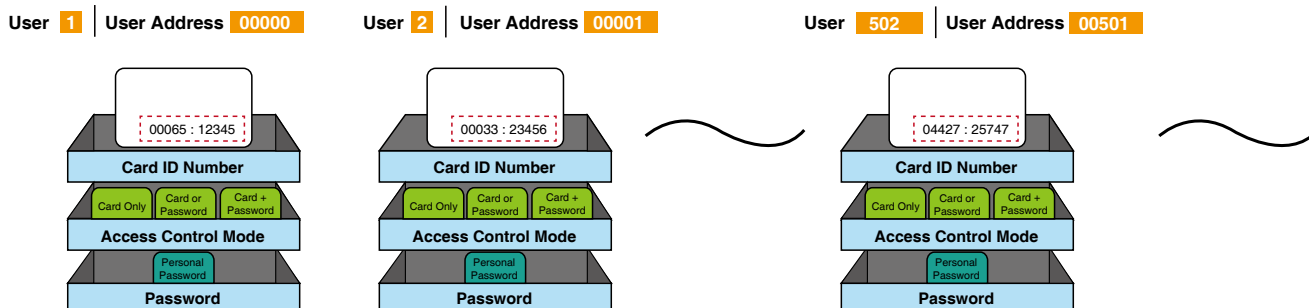 User 1 | User Address 00000
User 2 | User Address 00001
User 502 | User Address 00501
00065 : 12345
00033 : 23456
04427 : 25747
Card ID Number
Card ID Number
Card ID Number
Card Only
Card or
Password
Card +
Password
Card Only
Card or
Password
Card +
Password
Card Only
Card or
Password
Card +
Password
Access Control Mode
Access Control Mode
Access Control Mode
Personal
Password
Personal
Password
Personal
Password
Password
Password
Password